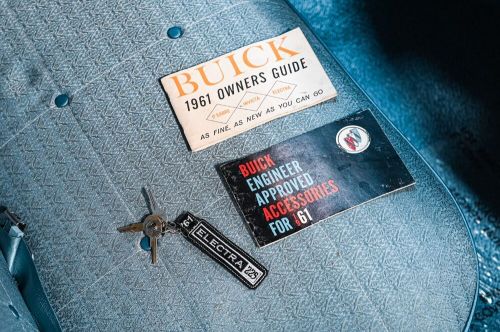 BUICK
1961 OWNERS GUIDE
LE SABRE INVICTA ELECTRA
AS FINE, AS NEW AS YOU CAN GO
BUICK
ENGINEER
APPROVED
ACCESSORIES
FOR 61
'61
ELECTRA
225